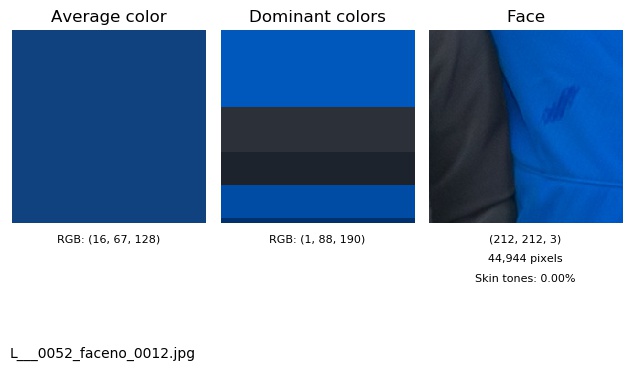 Average color
Dominant colors
Face
RGB: (16, 67, 128)
RGB: (1, 88, 190)
(212, 212, 3)
44,944 pixels
Skin tones: 0.00%
L___0052_faceno_0012.jpg